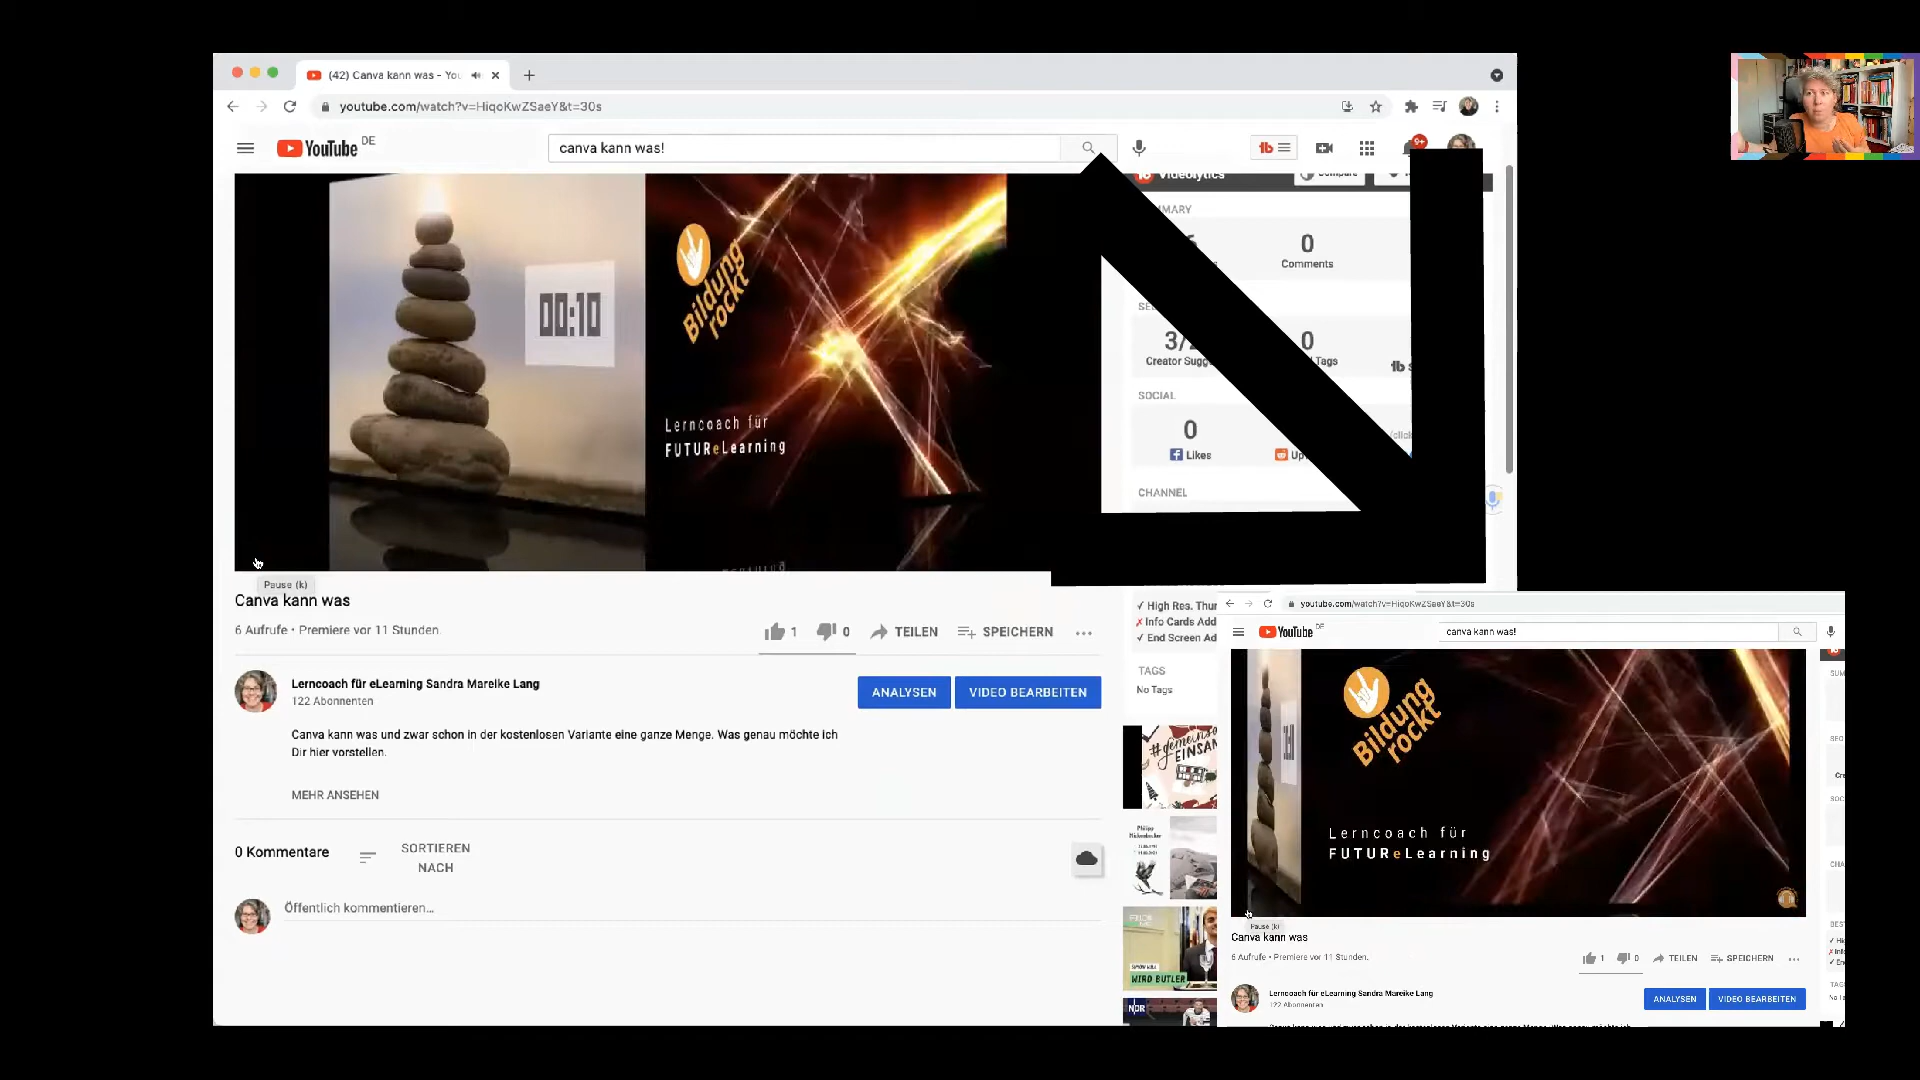 (42) Canva kann was - You
youtube.com/watch?v=HiqoKwZSaeY&t=30s
YouTube DE
canva kann was!
9+
Videolytics
Compare
0
Comments
00:10
Bildung
rockt
Lerncoach für
FUTUReLearning
3/
0
Creator Sugg
Tags
SOCIAL
0
Likes
CHANNEL
Pause (k)
Canva kann was
6 Aufrufe • Premiere vor 11 Stunden.
1
0
TEILEN
SPEICHERN
Lerncoach für eLearning Sandra Mareike Lang
122 Abonnenten
ANALYSEN
VIDEO BEARBEITEN
Canva kann was und zwar schon in der kostenlosen Variante eine ganze Menge. Was genau möchte ich
Dir hier vorstellen.
MEHR ANSEHEN
0 Kommentare
SORTIEREN
NACH
Öffentlich kommentieren...
✓ High Res. Thu
✗ Info Cards Add
✓ End Screen Ad
TAGS
No Tags
#gemeinsa
EINSAM
Philipp
Mickenbecker
WIRD BUTLER
NDR
youtube.com/watch?v=HiqoKwZSaeY&t=30s
YouTube DE
canva kann was!
Bildung
rockt
Lerncoach für
FUTUReLearning
Pause (k)
Canva kann was
6 Aufrufe • Premiere vor 11 Stunden.
1
0
TEILEN
SPEICHERN
Lerncoach für eLearning Sandra Mareike Lang
122 Abonnenten
ANALYSEN
VIDEO BEARBEITEN